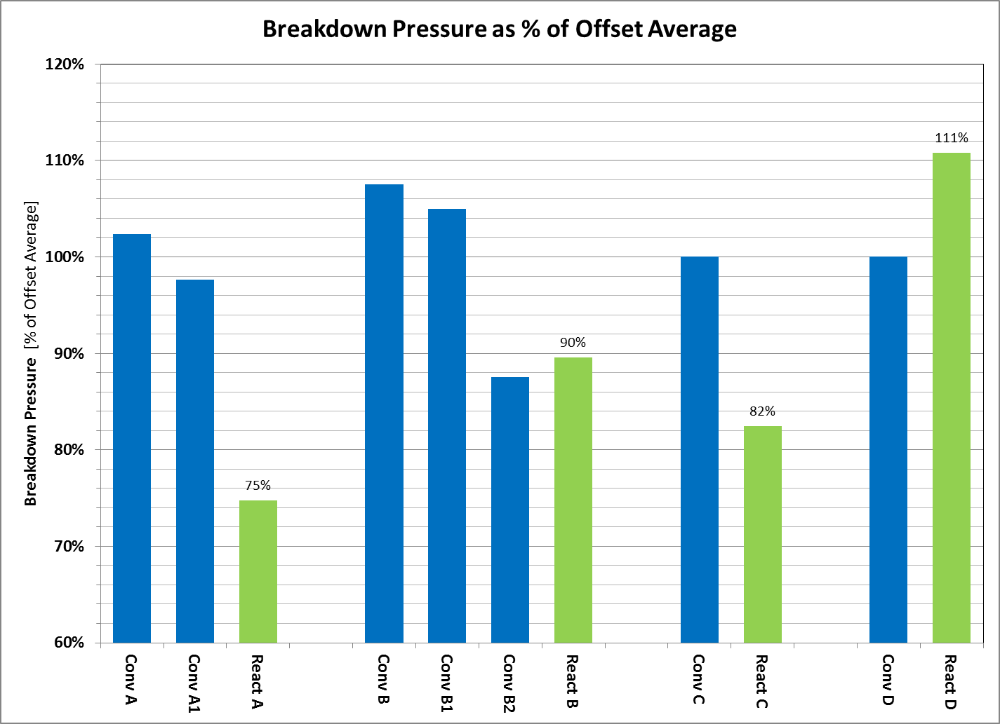 Breakdown Pressure as % of Offset Average
Breakdown Pressure [% of Offset Average]
120%
110%
100%
90%
80%
70%
60%
75%
90%
82%
111%
Conv A
Conv A1
React A
Conv B
Conv B1
Conv B2
React B
Conv C
React C
Conv D
React D